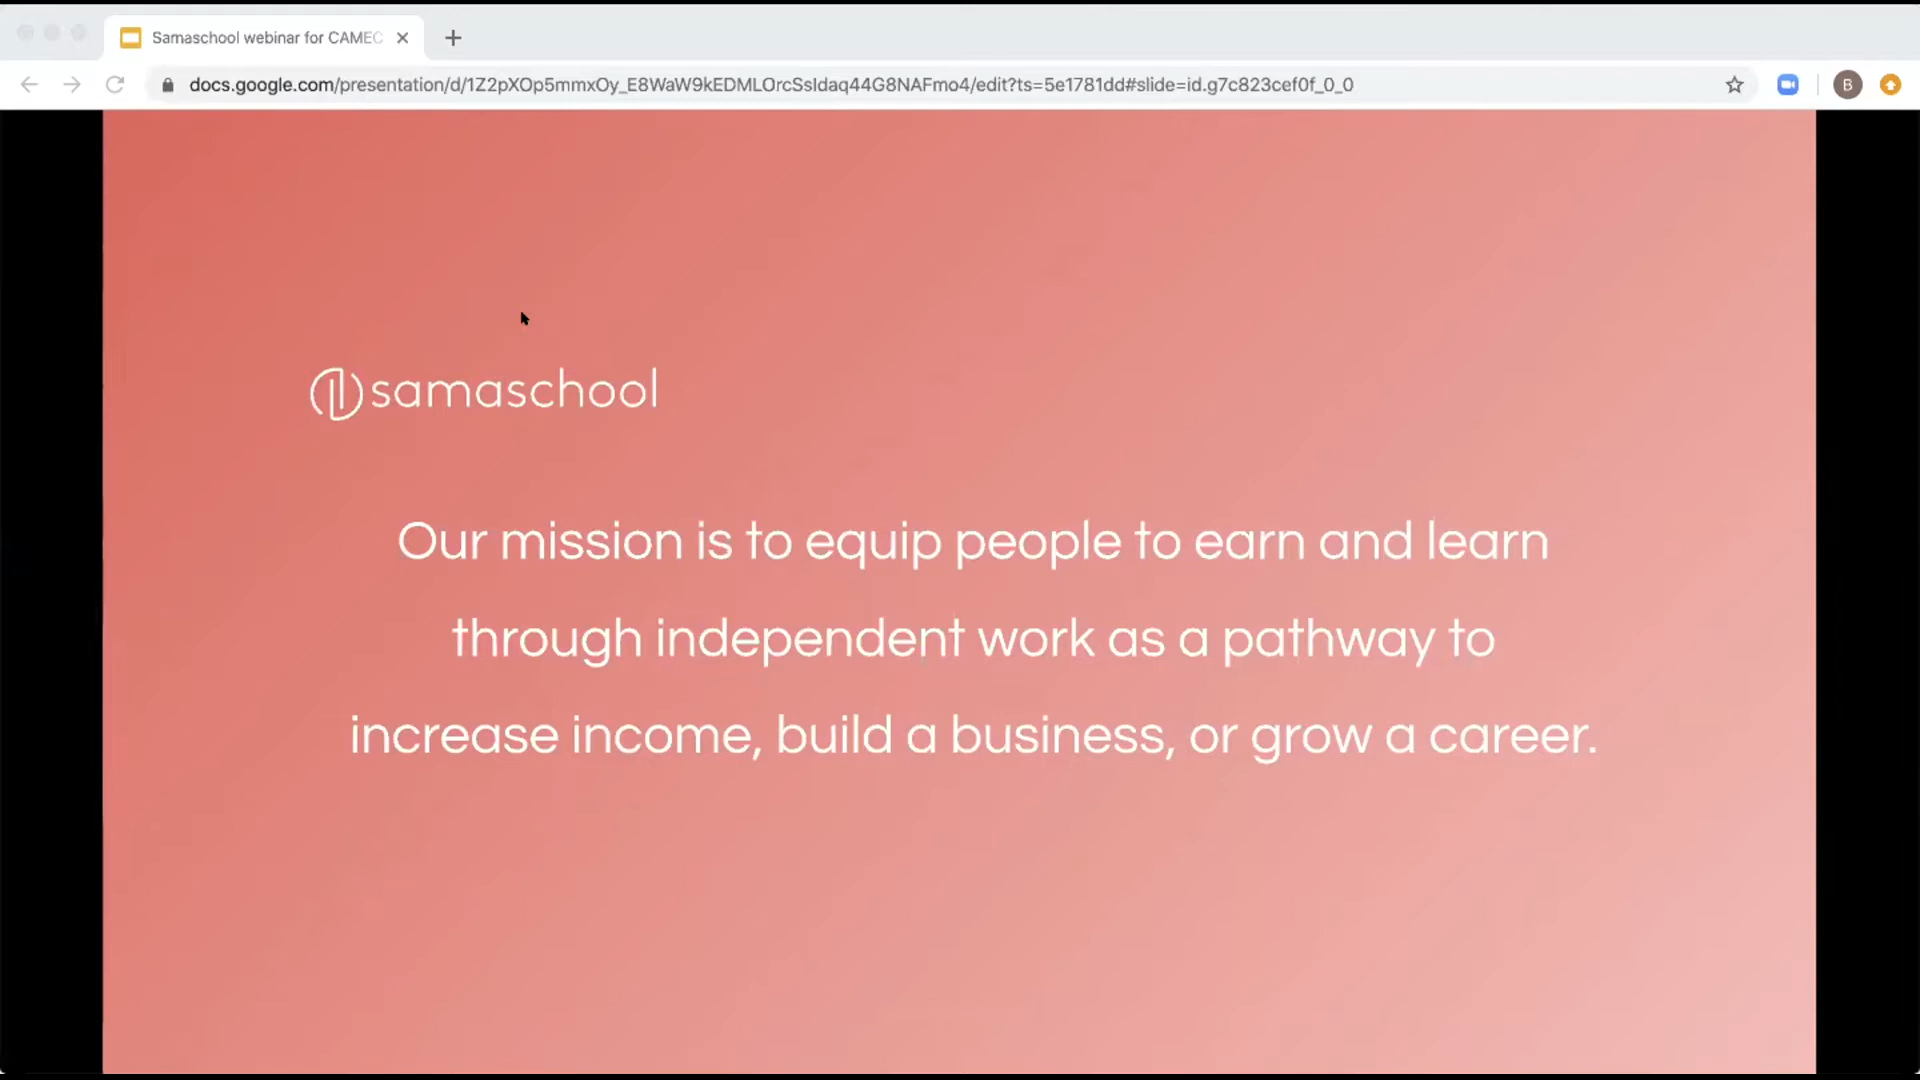 Samaschool webinar for CAMEC
docs.google.com/presentation/d/1Z2pXOp5mmxOy_E8WaW9kEDMLOrcSsIdaq44G8NAFmo4/edit?ts=5e1781dd#slide=id.g7c823cef0f_0_0
B
samaschool
Our mission is to equip people to earn and learn
through independent work as a pathway to
increase income, build a business, or grow a career.